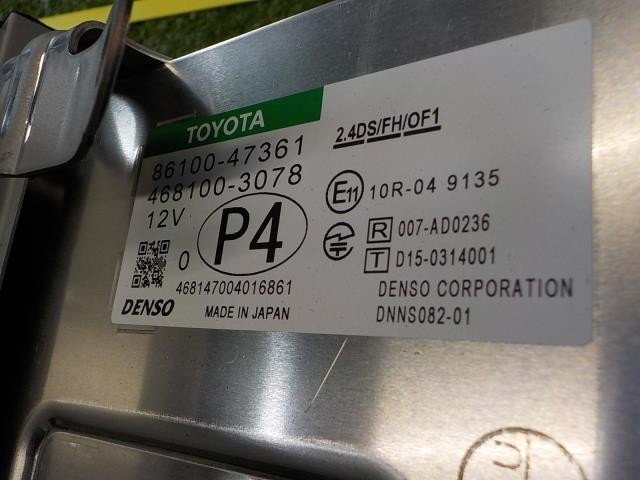 TOYOTA
2.4DS/FH/OF1
86100-47361
468100-3078
12V
P4
0
468147004016861
DENSO
MADE IN JAPAN
E11 10R-04 9135
R 007-AD0236
T D15-0314001
DENSO CORPORATION
DNNS082-01